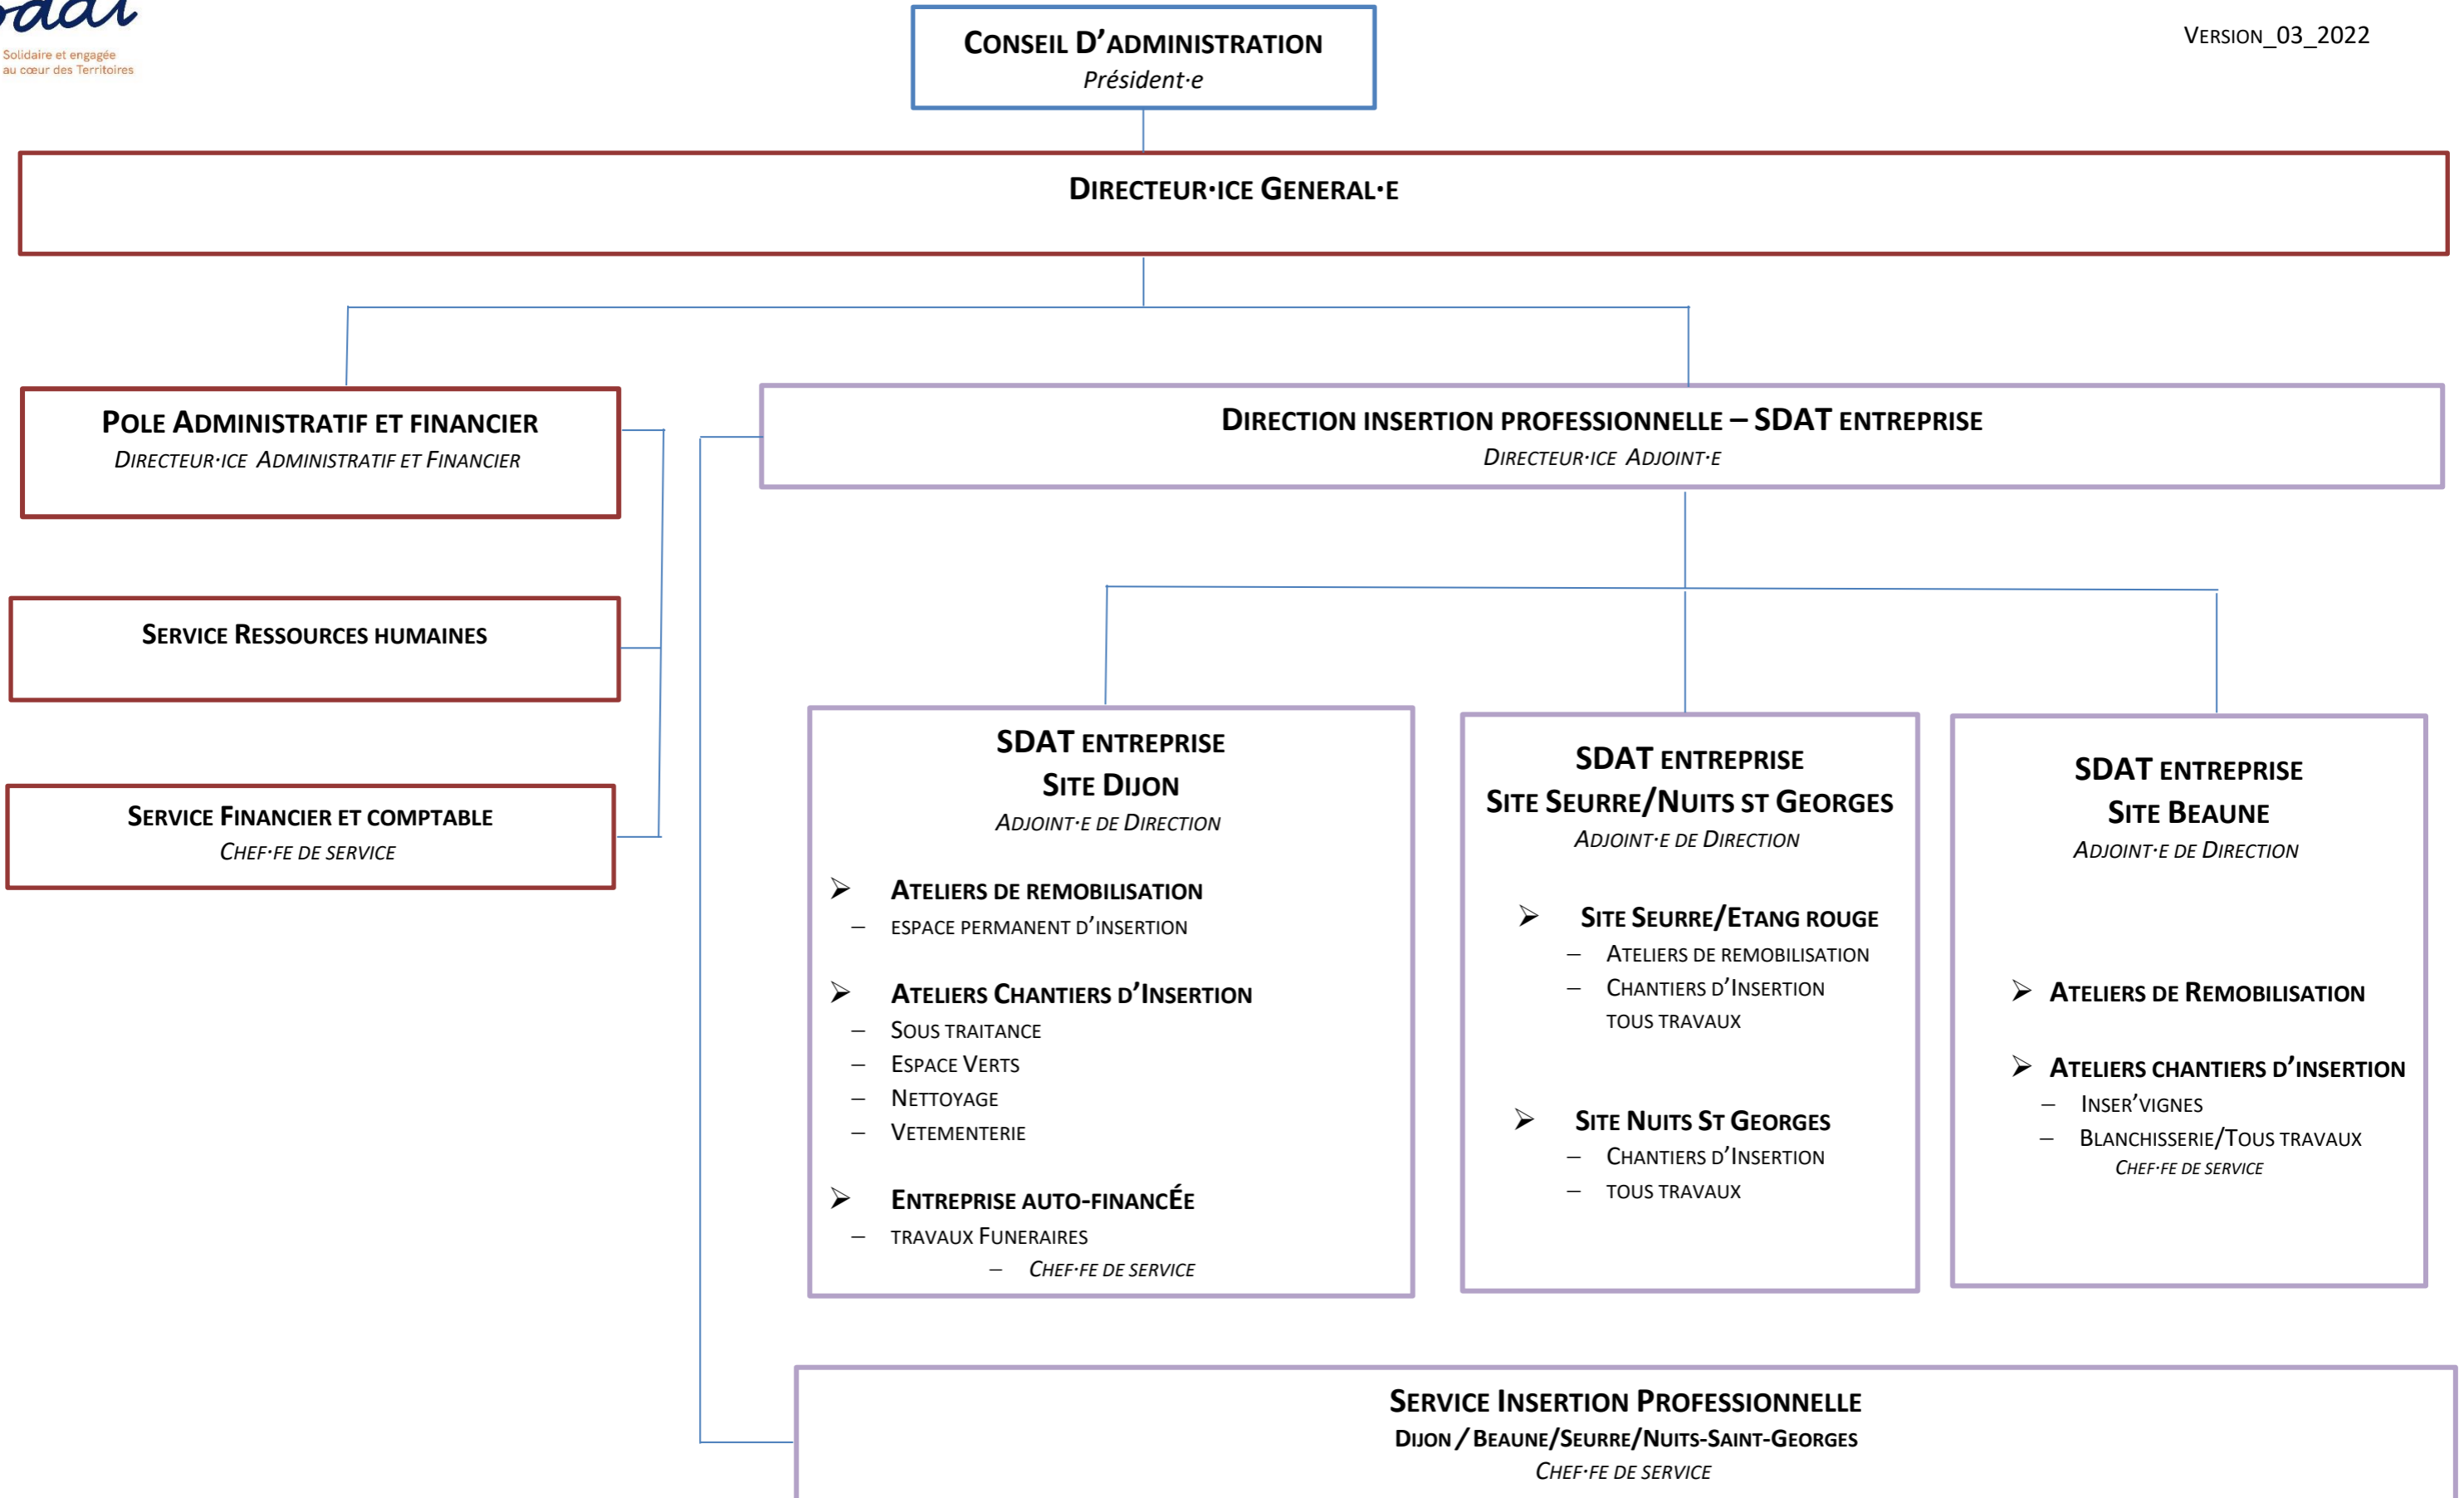 Solidaire et engagée
au cœur des Territoires
VERSION_03_2022
CONSEIL D'ADMINISTRATION
Président·e
DIRECTEUR·ICE GENERAL·E
POLE ADMINISTRATIF ET FINANCIER
DIRECTEUR·ICE ADMINISTRATIF ET FINANCIER
DIRECTION INSERTION PROFESSIONNELLE – SDAT ENTREPRISE
DIRECTEUR·ICE ADJOINT·E
SERVICE RESSOURCES HUMAINES
SERVICE FINANCIER ET COMPTABLE
CHEF·FE DE SERVICE
SDAT ENTREPRISE
SITE DIJON
ADJOINT·E DE DIRECTION
➢ ATELIERS DE REMOBILISATION
– ESPACE PERMANENT D'INSERTION
➢ ATELIERS CHANTIERS D'INSERTION
– SOUS TRAITANCE
– ESPACE VERTS
– NETTOYAGE
– VETEMENTERIE
➢ ENTREPRISE AUTO-FINANCÉE
– TRAVAUX FUNERAIRES
– CHEF·FE DE SERVICE
SDAT ENTREPRISE
SITE SEURRE/NUITS ST GEORGES
ADJOINT·E DE DIRECTION
➢ SITE SEURRE/ETANG ROUGE
– ATELIERS DE REMOBILISATION
– CHANTIERS D'INSERTION
TOUS TRAVAUX
➢ SITE NUITS ST GEORGES
– CHANTIERS D'INSERTION
– TOUS TRAVAUX
SDAT ENTREPRISE
SITE BEAUNE
ADJOINT·E DE DIRECTION
➢ ATELIERS DE REMOBILISATION
➢ ATELIERS CHANTIERS D'INSERTION
– INSER'VIGNES
– BLANCHISSERIE/TOUS TRAVAUX
CHEF·FE DE SERVICE
SERVICE INSERTION PROFESSIONNELLE
DIJON / BEAUNE/SEURRE/NUITS-SAINT-GEORGES
CHEF·FE DE SERVICE